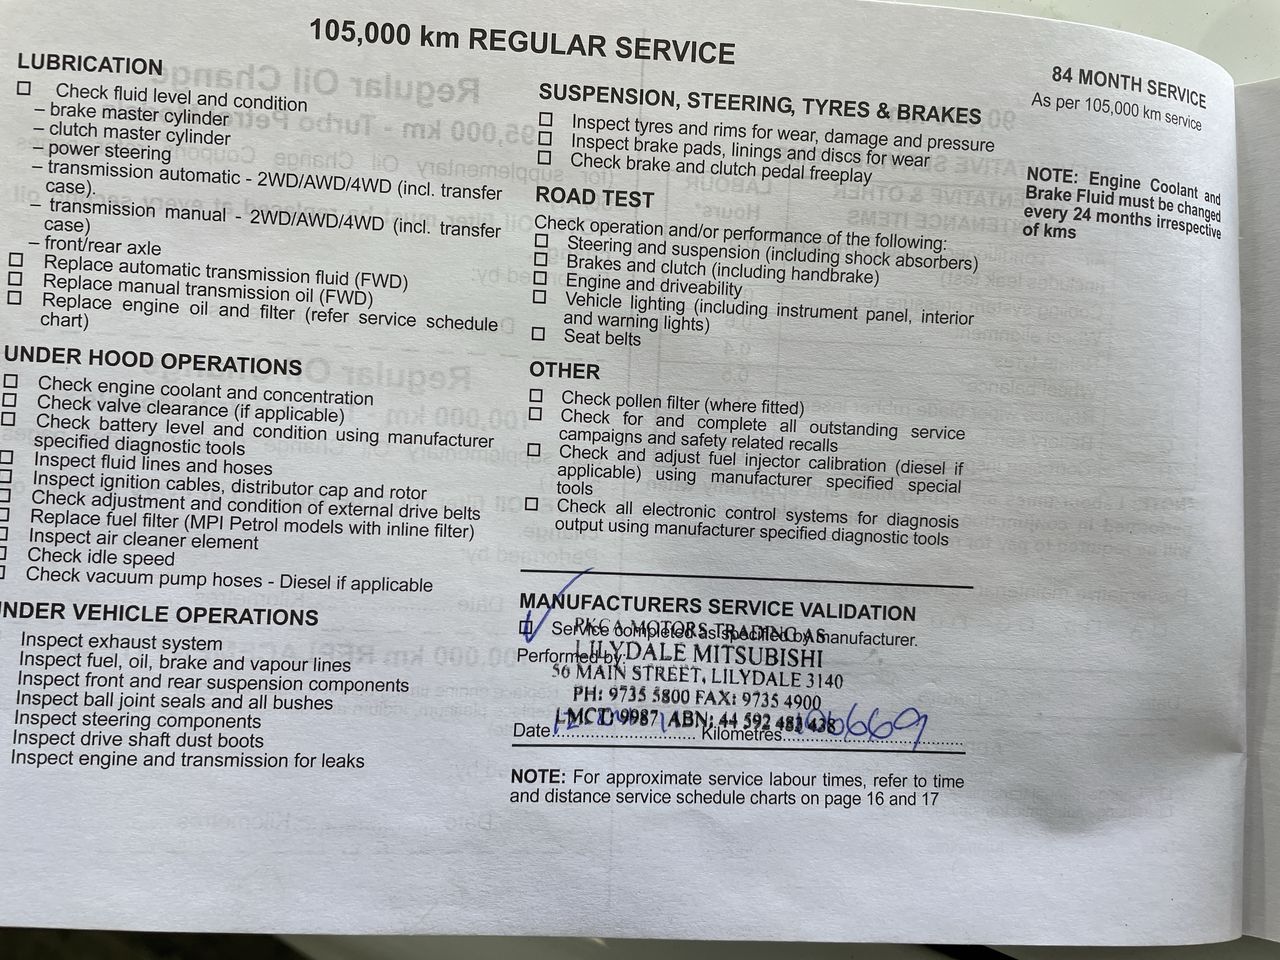 105,000 km REGULAR SERVICE
LUBRICATION
Check fluid level and condition
– brake master cylinder
– clutch master cylinder
– power steering
– transmission automatic - 2WD/AWD/4WD (incl. transfer
case).
– transmission manual - 2WD/AWD/4WD (incl. transfer
case)
– front/rear axle
Replace automatic transmission fluid (FWD)
Replace manual transmission oil (FWD)
Replace engine oil and filter (refer service schedule
chart)
UNDER HOOD OPERATIONS
Check engine coolant and concentration
Check valve clearance (if applicable)
Check battery level and condition using manufacturer
specified diagnostic tools
Inspect fluid lines and hoses
Inspect ignition cables, distributor cap and rotor
Check adjustment and condition of external drive belts
Replace fuel filter (MPI Petrol models with inline filter)
Inspect air cleaner element
Check idle speed
Check vacuum pump hoses - Diesel if applicable
NDER VEHICLE OPERATIONS
Inspect exhaust system
Inspect fuel, oil, brake and vapour lines
Inspect front and rear suspension components
Inspect ball joint seals and all bushes
Inspect steering components
Inspect drive shaft dust boots
Inspect engine and transmission for leaks
SUSPENSION, STEERING, TYRES & BRAKES
Inspect tyres and rims for wear, damage and pressure
Inspect brake pads, linings and discs for wear
Check brake and clutch pedal freeplay
ROAD TEST
Check operation and/or performance of the following:
Steering and suspension (including shock absorbers)
Brakes and clutch (including handbrake)
Engine and driveability
Vehicle lighting (including instrument panel, interior
and warning lights)
Seat belts
OTHER
Check pollen filter (where fitted)
Check for and complete all outstanding service
campaigns and safety related recalls
Check and adjust fuel injector calibration (diesel if
applicable) using manufacturer specified special
tools
Check all electronic control systems for diagnosis
output using manufacturer specified diagnostic tools
MANUFACTURERS SERVICE VALIDATION
Service completed as specified by manufacturer.
PKCA MOTORS TRADING AS
Performed by:
LILYDALE MITSUBISHI
56 MAIN STREET, LILYDALE 3140
PH: 9735 5800 FAX: 9735 4900
LMCT: 9987 ABN: 44 592 483 438
Date Kilometres 106669
NOTE: For approximate service labour times, refer to time
and distance service schedule charts on page 16 and 17
84 MONTH SERVICE
As per 105,000 km service
NOTE: Engine Coolant and
Brake Fluid must be changed
every 24 months irrespective
of kms